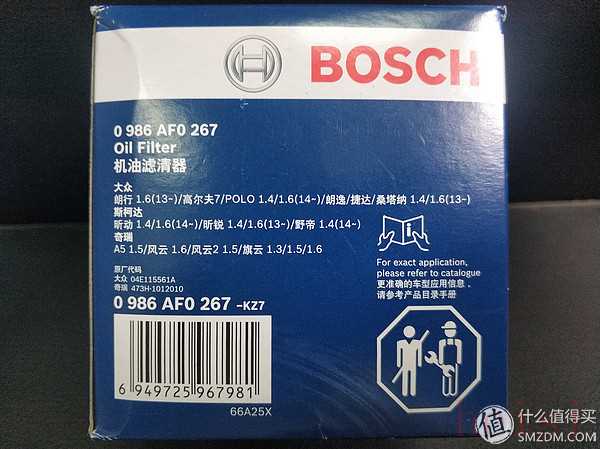 BOSCH
0 986 AF0 267
Oil Filter
机油滤清器
大众
朗行 1.6(13~)/高尔夫7/POLO 1.4/1.6(14~)/朗逸/捷达/桑塔纳 1.4/1.6(13~)
斯柯达
昕动 1.4/1.6(14~)/昕锐 1.4/1.6(13~)/野帝 1.4(14~)
奇瑞
A5 1.5/风云 1.6/风云2 1.5/旗云 1.3/1.5/1.6
For exact application,
please refer to catalogue
更准确的车型应用信息，
请参考产品目录手册
原厂代码
大众 04E115561A
奇瑞 473H-1012010
0 986 AF0 267 -KZ7
6 949725 967981
66A25X
值 什么值得买
SMZDM.COM